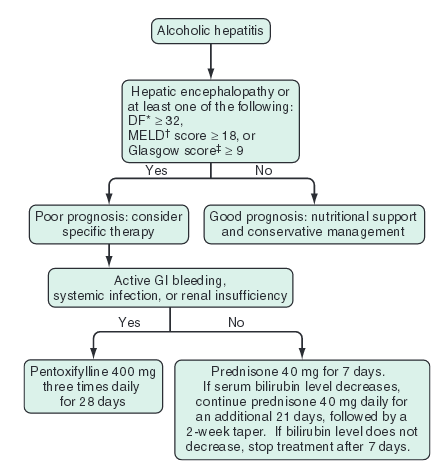 Alcoholic hepatitis
Hepatic encephalopathy or
at least one of the following:
DF* ≥ 32,
MELD† score ≥ 18, or
Glasgow score‡ ≥ 9
Yes
No
Poor prognosis: consider
specific therapy
Good prognosis: nutritional support
and conservative management
Active GI bleeding,
systemic infection, or renal insufficiency
Yes
No
Pentoxifylline 400 mg
three times daily
for 28 days
Prednisone 40 mg for 7 days.
If serum bilirubin level decreases,
continue prednisone 40 mg daily for
an additional 21 days, followed by a
2-week taper. If bilirubin level does not
decrease, stop treatment after 7 days.